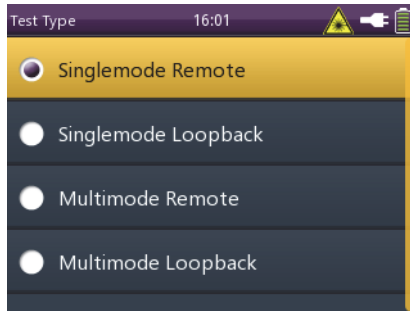 Test Type 16:01
Singlemode Remote
Singlemode Loopback
Multimode Remote
Multimode Loopback